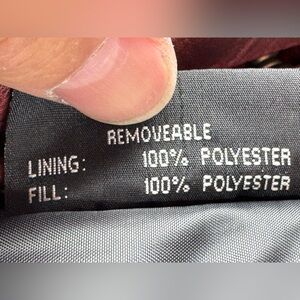 REMOVEABLE
LINING: 100% POLYESTER
FILL: 100% POLYESTER